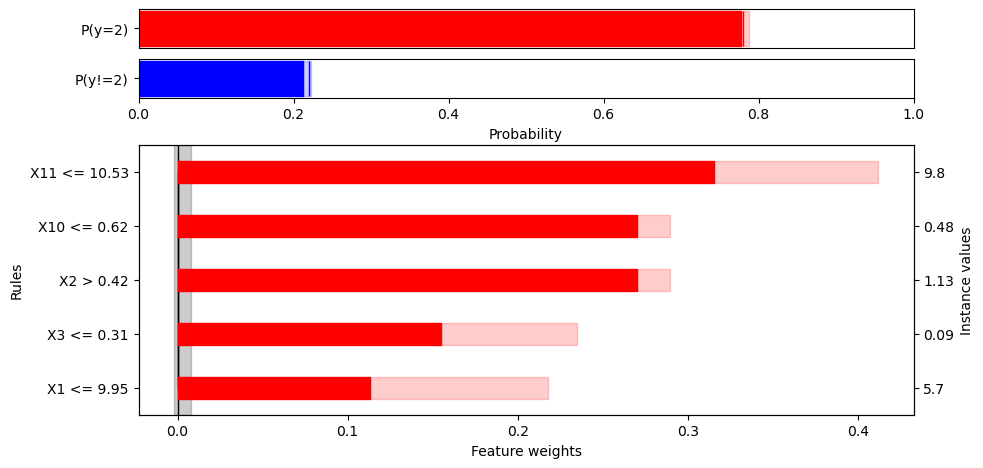 P(y=2)
P(y!=2)
0.0 0.2 0.4 0.6 0.8 1.0
Probability
X11 <= 10.53 9.8
X10 <= 0.62 0.48
X2 > 0.42 1.13
X3 <= 0.31 0.09
X1 <= 9.95 5.7
Rules
Instance values
0.0 0.1 0.2 0.3 0.4
Feature weights